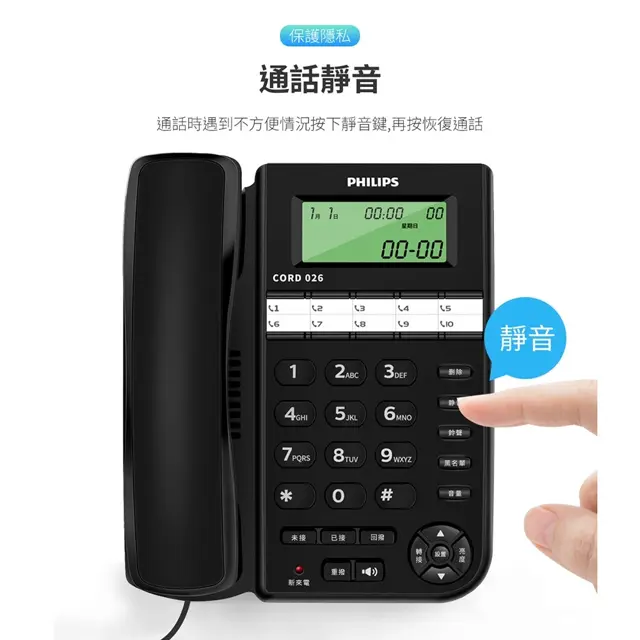 保護隱私
通話靜音
通話時遇到不方便情況按下靜音鍵,再按恢復通話
PHILIPS
1月 1日 00:00 00
星期日
00-00
CORD 026
1 2 3 4 5
6 7 8 9 10
靜音
1 2ABC 3DEF 刪除
4GHI 5JKL 6MNO 靜
7PQRS 8TUV 9WXYZ 鈴聲
黑名單
* 0 # 音量
未接 已接 回撥
轉接 設置 亮度
重撥
新來電